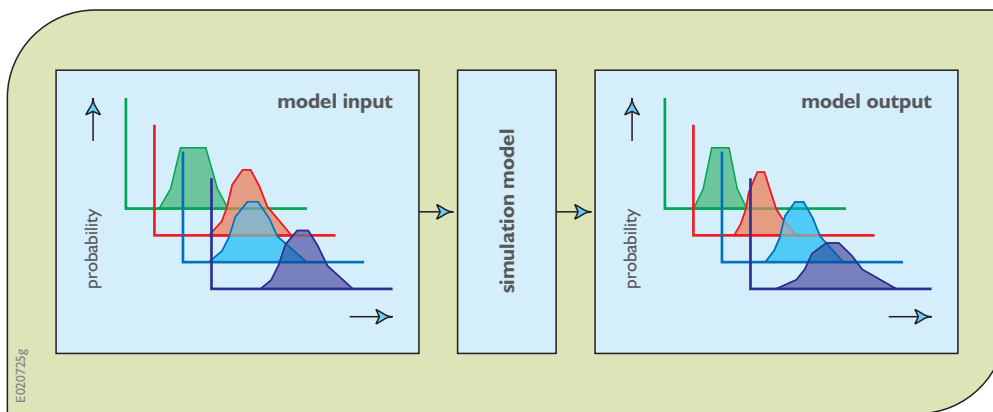 model input
probability
simulation model
model output
probability
E020725g